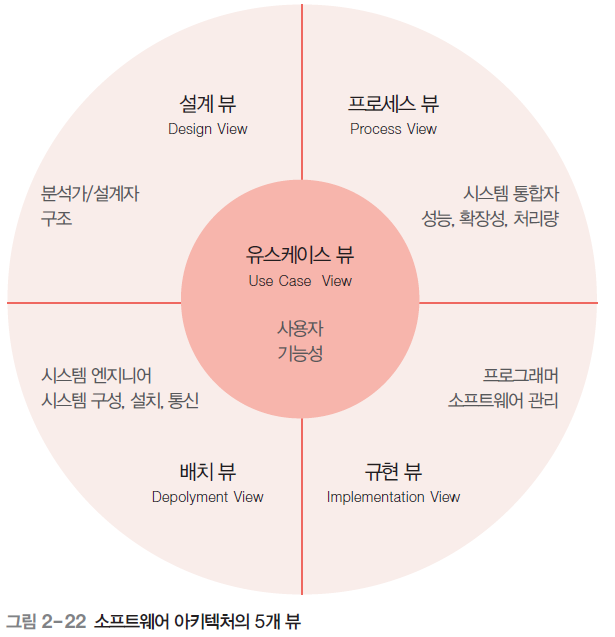 설계 뷰
Design View
분석가/설계자
구조
프로세스 뷰
Process View
시스템 통합자
성능, 확장성, 처리량
유스케이스 뷰
Use Case View
사용자
기능성
시스템 엔지니어
시스템 구성, 설치, 통신
배치 뷰
Depolyment View
프로그래머
소프트웨어 관리
규현 뷰
Implementation View
그림 2-22 소프트웨어 아키텍처의 5개 뷰